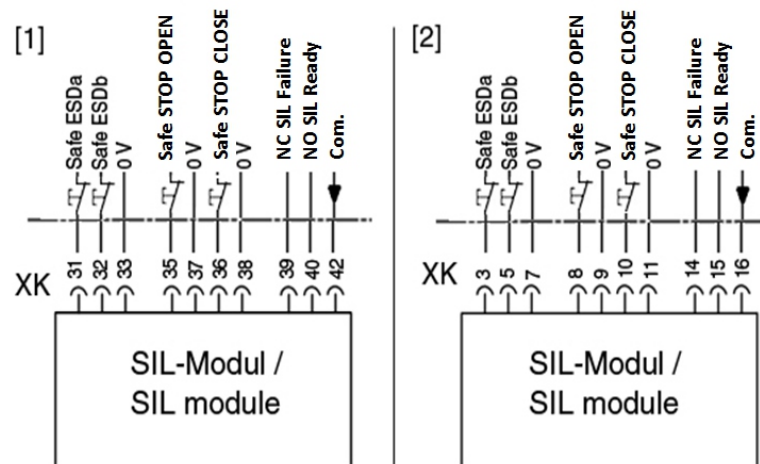 [1]
Safe ESDa
Safe ESDb
0 V
Safe STOP OPEN
0 V
Safe STOP CLOSE
0 V
NC SIL Failure
NO SIL Ready
Com.
XK 31 32 33 35 37 36 38 39 40 42
SIL-Modul /
SIL module
[2]
Safe ESDa
Safe ESDb
0 V
Safe STOP OPEN
0 V
Safe STOP CLOSE
0 V
NC SIL Failure
NO SIL Ready
Com.
XK 3 5 7 8 9 10 11 14 15 16
SIL-Modul /
SIL module